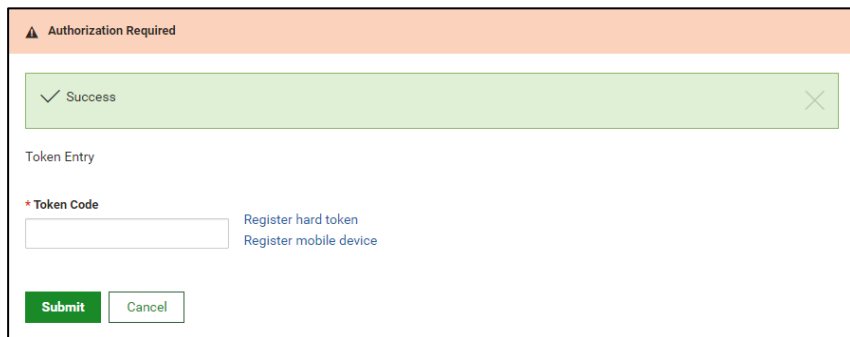 Authorization Required
Success
Token Entry
* Token Code
Register hard token
Register mobile device
Submit
Cancel